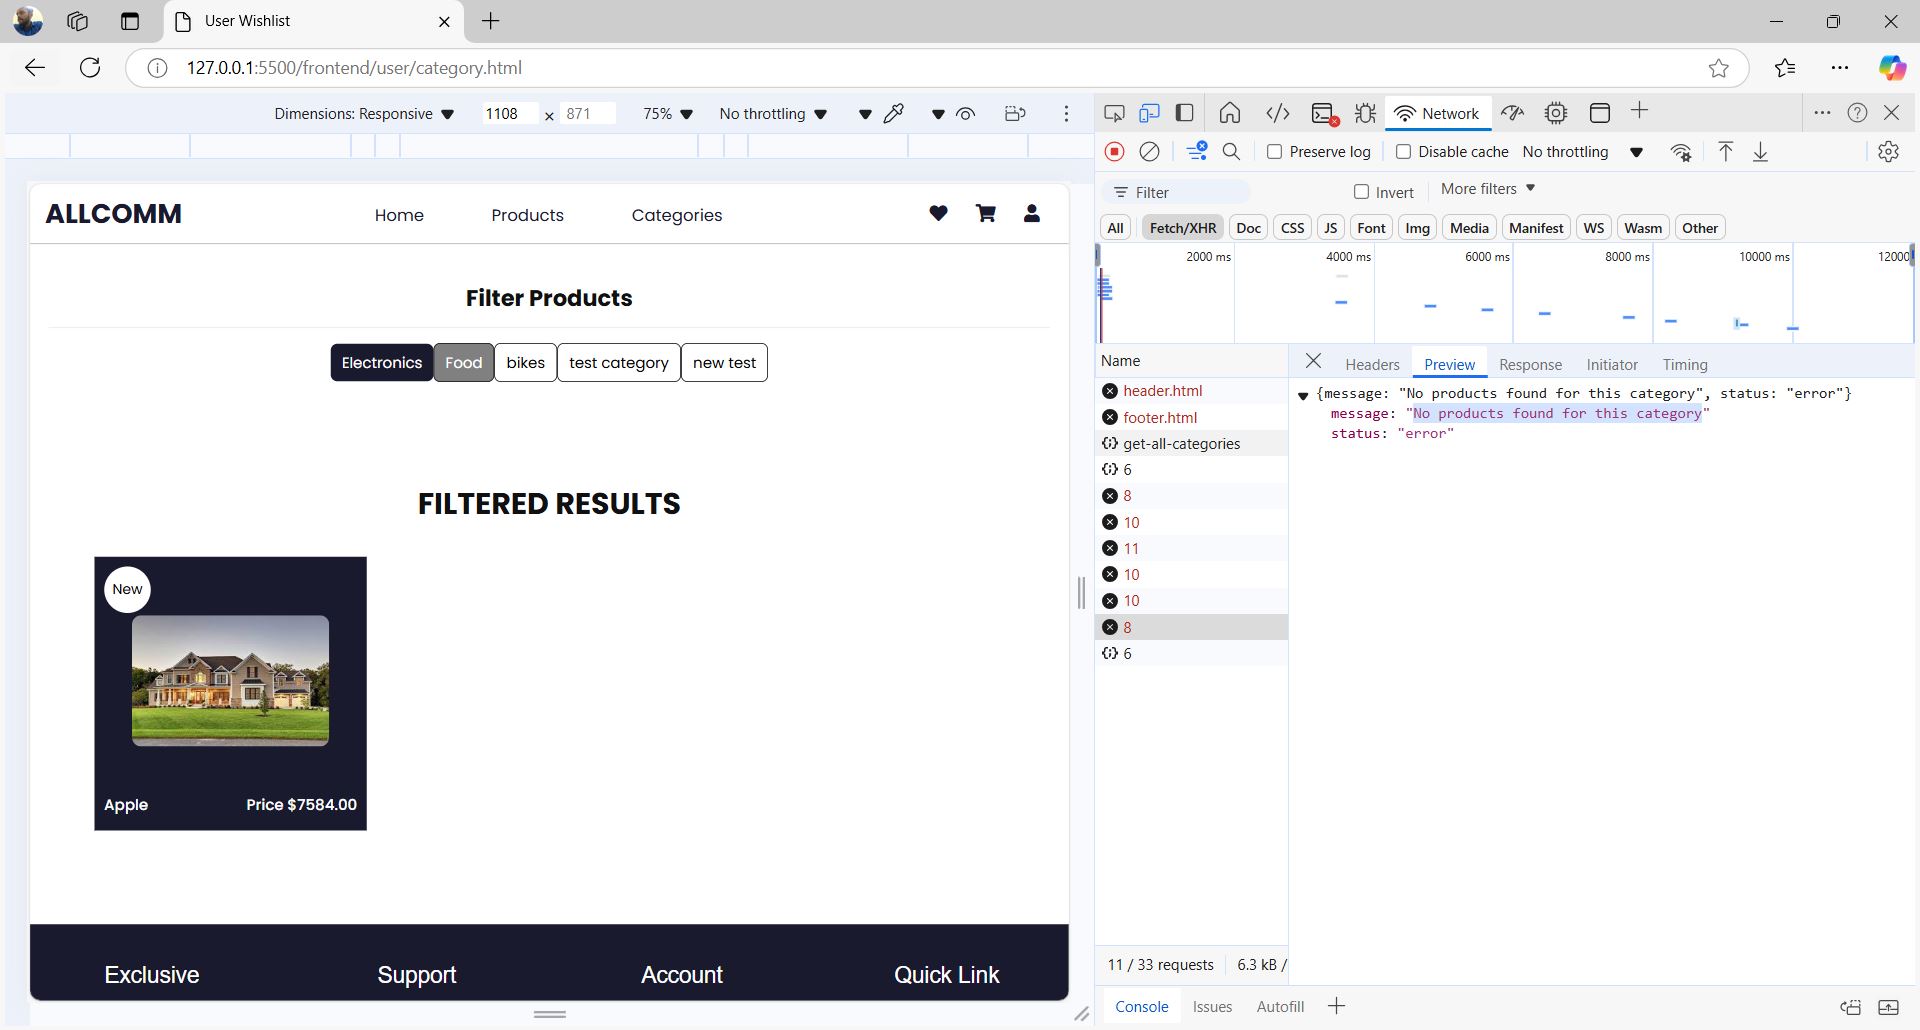 User Wishlist
127.0.0.1:5500/frontend/user/category.html
Dimensions: Responsive 1108 × 871 75% No throttling
ALLCOMM Home Products Categories
Filter Products
Electronics Food bikes test category new test
FILTERED RESULTS
New
Apple Price $7584.00
Exclusive Support Account Quick Link
Network
Preserve log Disable cache No throttling
Filter Invert More filters
All Fetch/XHR Doc CSS JS Font Img Media Manifest WS Wasm Other
2000 ms 4000 ms 6000 ms 8000 ms 10000 ms 12000
Name
header.html
footer.html
get-all-categories
6
8
10
11
10
10
8
6
Headers Preview Response Initiator Timing
{message: "No products found for this category", status: "error"}
message: "No products found for this category"
status: "error"
11 / 33 requests 6.3 kB /
Console Issues Autofill